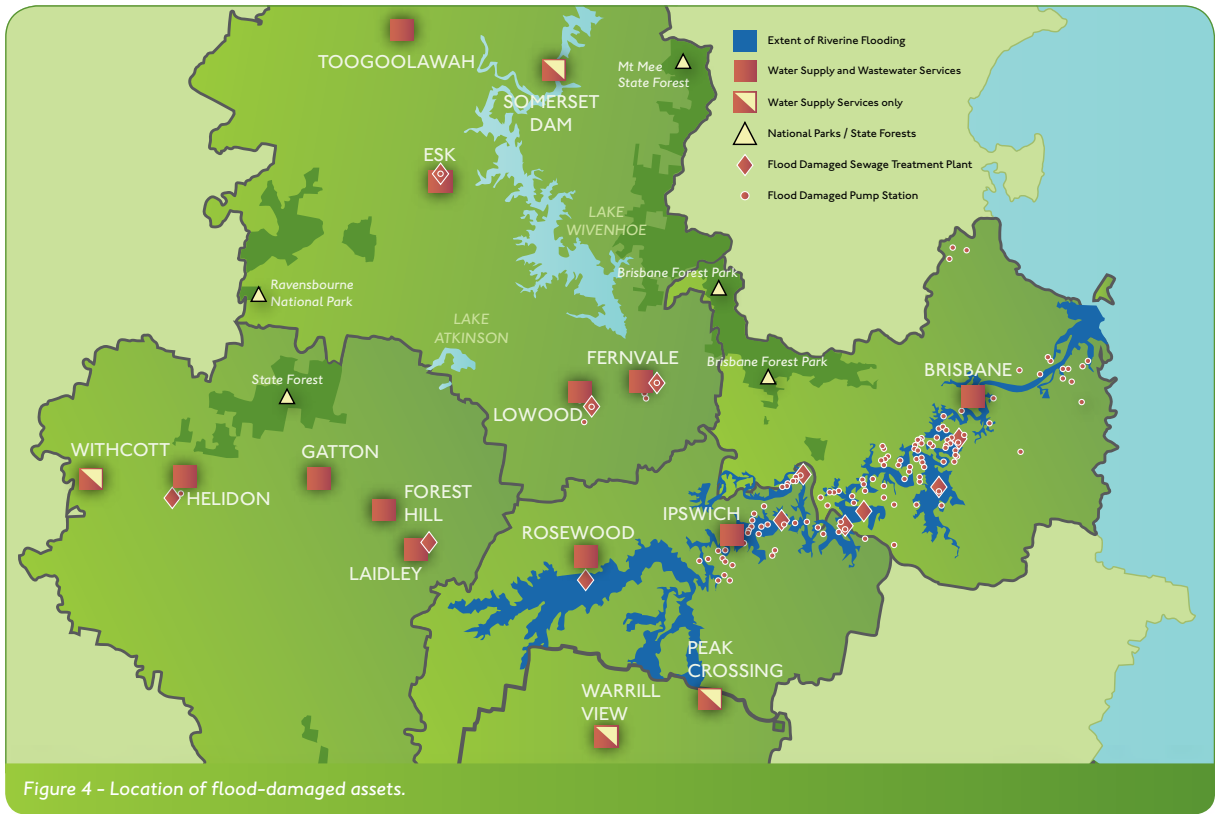 TOOGOOLAWAH
SOMERSET
DAM
Mt Mee
State Forest
Extent of Riverine Flooding
Water Supply and Wastewater Services
Water Supply Services only
National Parks / State Forests
Flood Damaged Sewage Treatment Plant
Flood Damaged Pump Station
ESK
LAKE
WIVENHOE
Brisbane Forest Park
Ravensbourne
National Park
LAKE
ATKINSON
FERNVALE
Brisbane Forest Park
BRISBANE
State Forest
LOWOOD
WITHCOTT
GATTON
HELIDON
FOREST
HILL
IPSWICH
ROSEWOOD
LAIDLEY
PEAK
CROSSING
WARRILL
VIEW
Figure 4 - Location of flood-damaged assets.